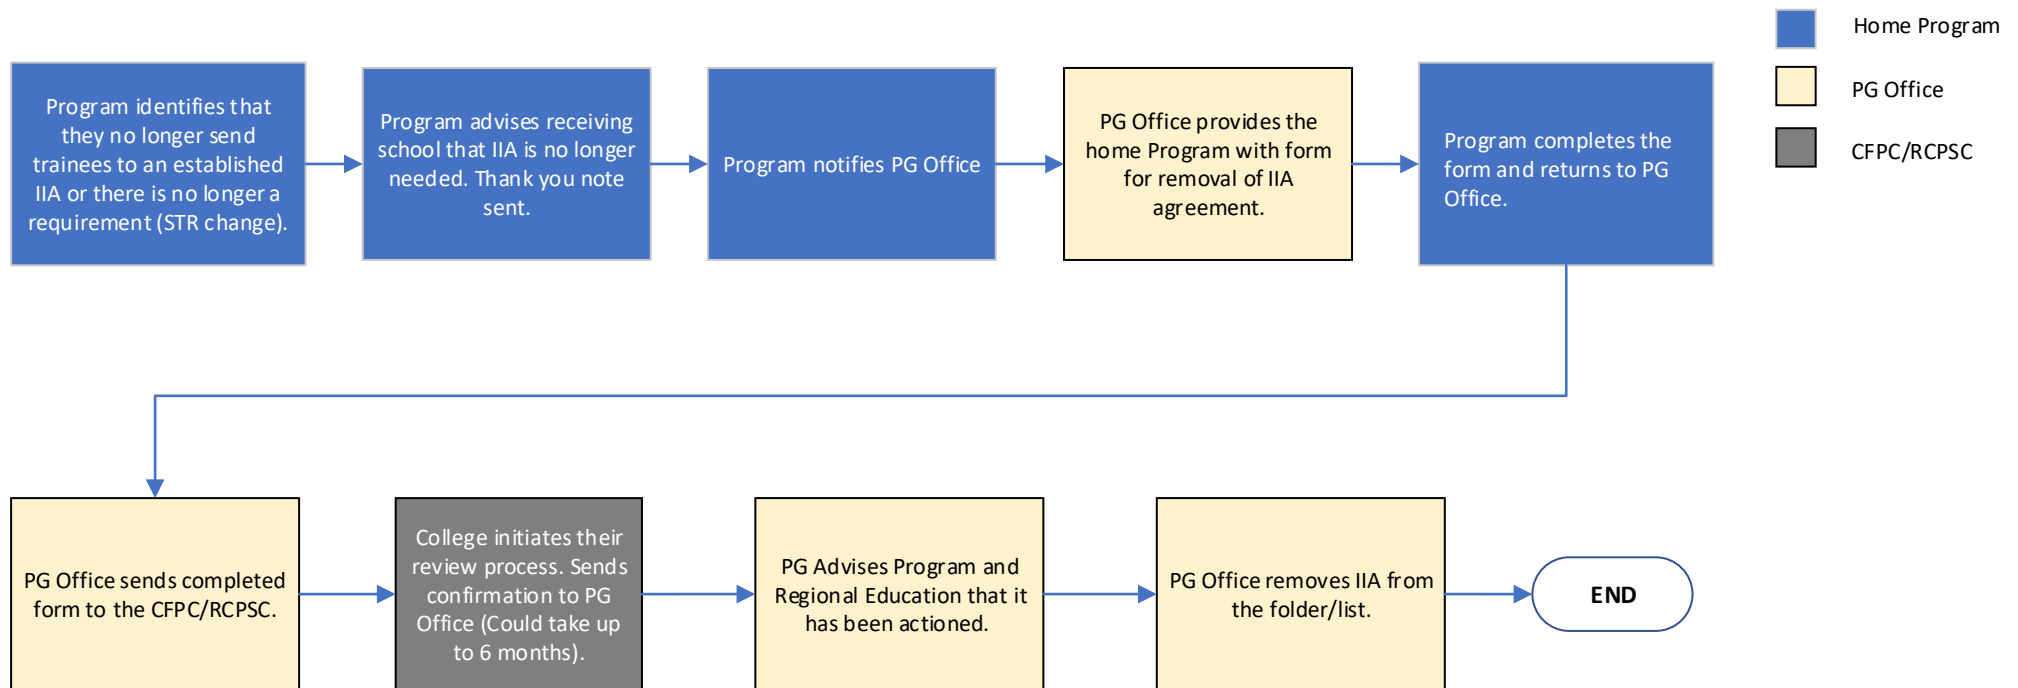 Home Program
PG Office
CFPC/RCPSC
Program identifies that
they no longer send
trainees to an established
IIA or there is no longer a
requirement (STR change).
Program advises receiving
school that IIA is no longer
needed. Thank you note
sent.
Program notifies PG Office
PG Office provides the
home Program with form
for removal of IIA
agreement.
Program completes the
form and returns to PG
Office.
PG Office sends completed
form to the CFPC/RCPSC.
College initiates their
review process. Sends
confirmation to PG
Office (Could take up
to 6 months).
PG Advises Program and
Regional Education that it
has been actioned.
PG Office removes IIA from
the folder/list.
END